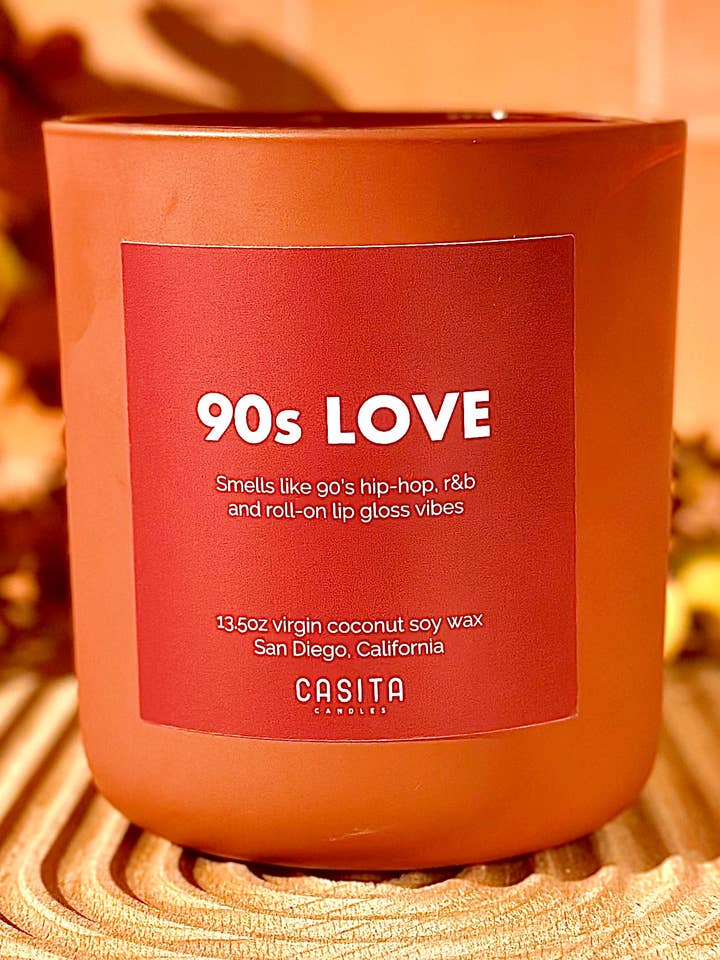 90s LOVE
Smells like 90's hip-hop, r&b
and roll-on lip gloss vibes
13.5oz virgin coconut soy wax
San Diego, California
CASITA
CANDLES